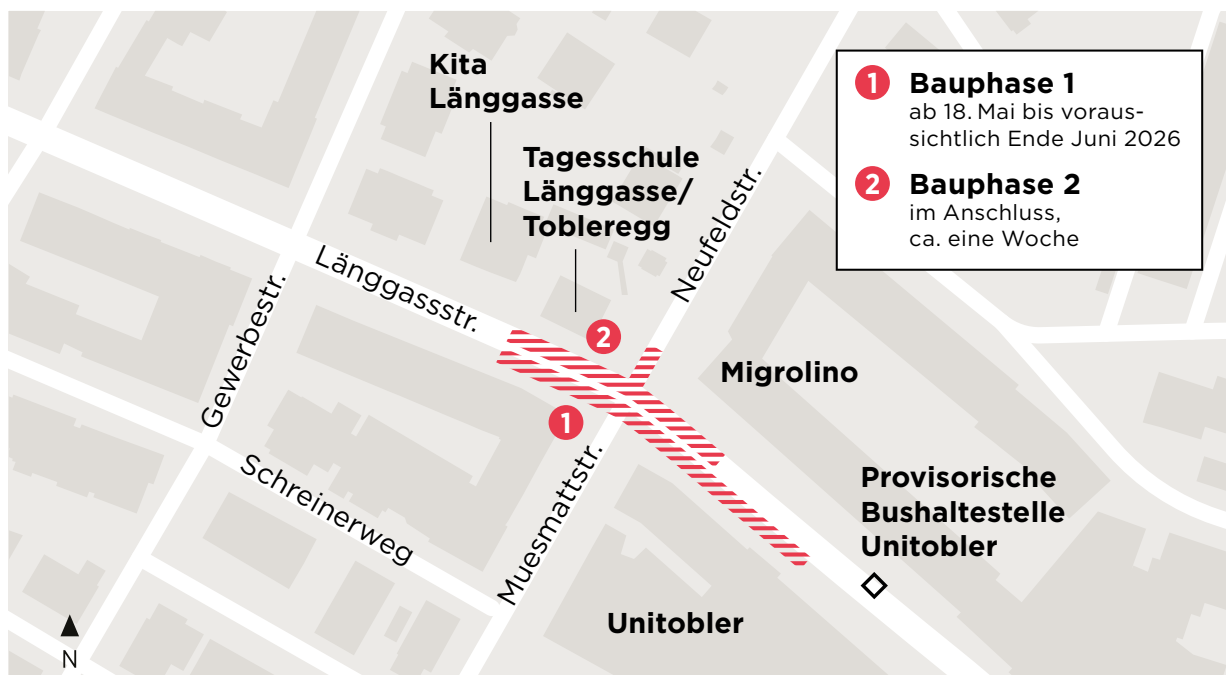 Kita
Länggasse
Tagesschule
Länggasse/
Tobleregg
Neufeldstr.
1 Bauphase 1
ab 18. Mai bis voraus-
sichtlich Ende Juni 2026
2 Bauphase 2
im Anschluss,
ca. eine Woche
Länggassstr.
Gewerbestr.
2
1
Migrolino
Muesmattstr.
Schreinerweg
Provisorische
Bushaltestelle
Unitobler
Unitobler
N